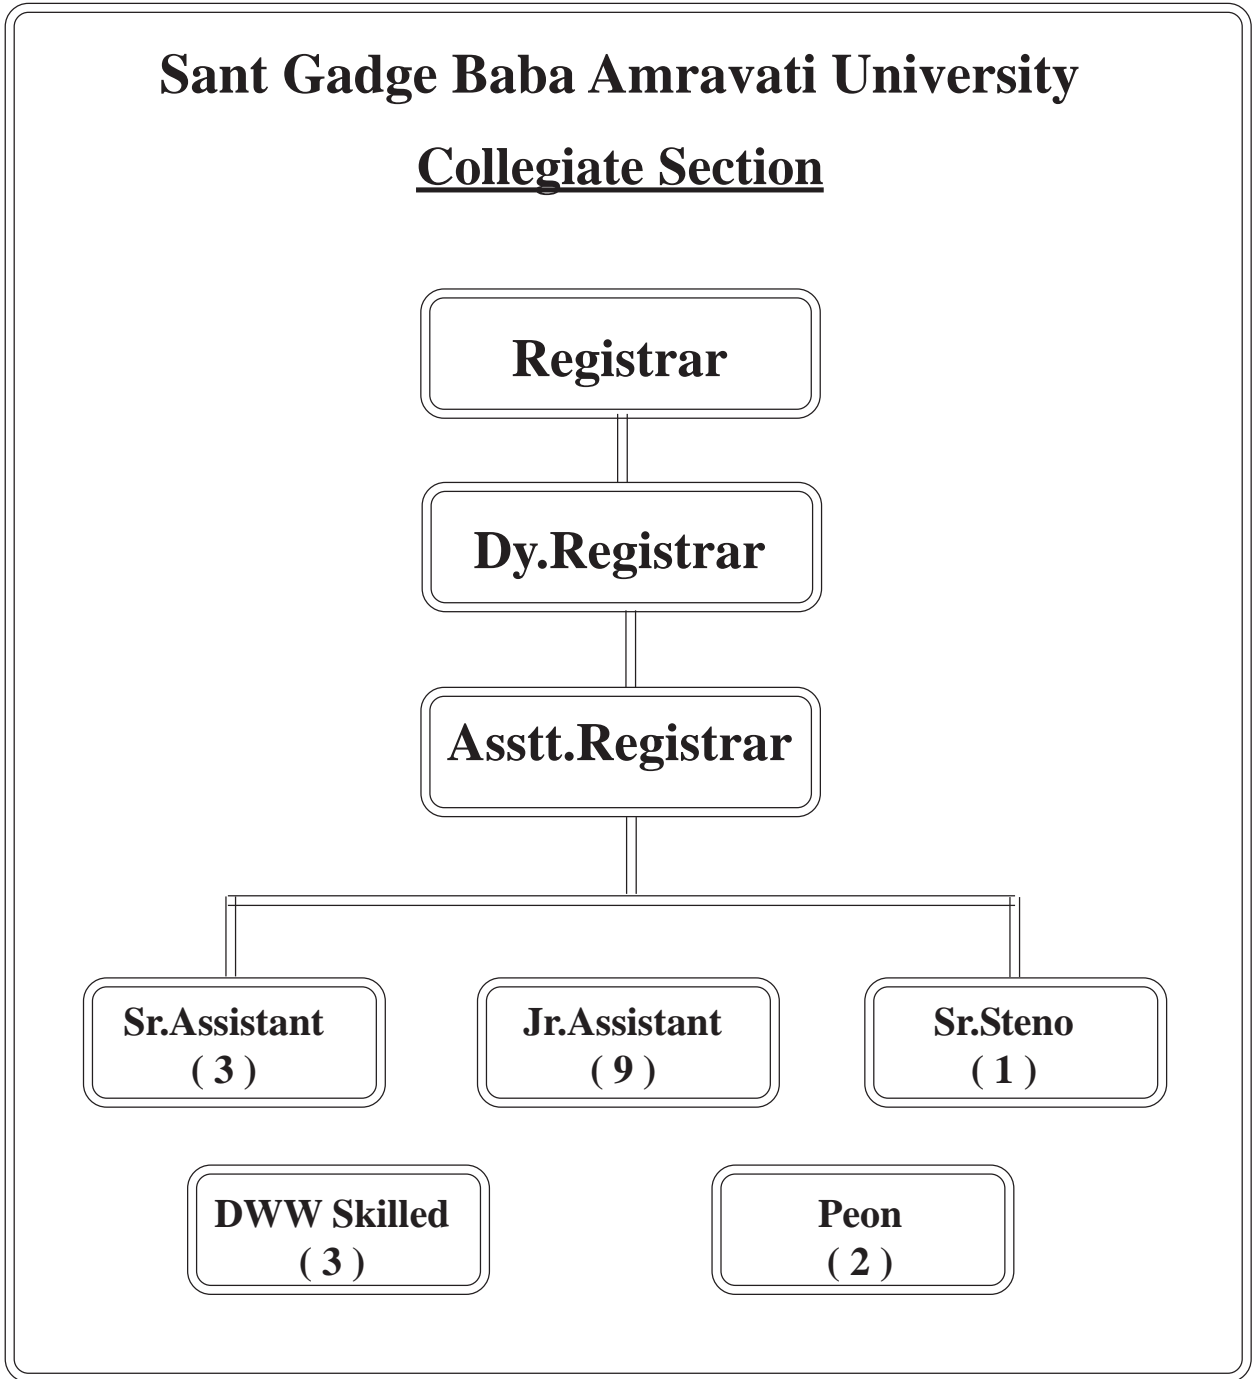 Sant Gadge Baba Amravati University
Collegiate Section
Registrar
Dy.Registrar
Asstt.Registrar
Sr.Assistant
( 3 )
Jr.Assistant
( 9 )
Sr.Steno
( 1 )
DWW Skilled
( 3 )
Peon
( 2 )